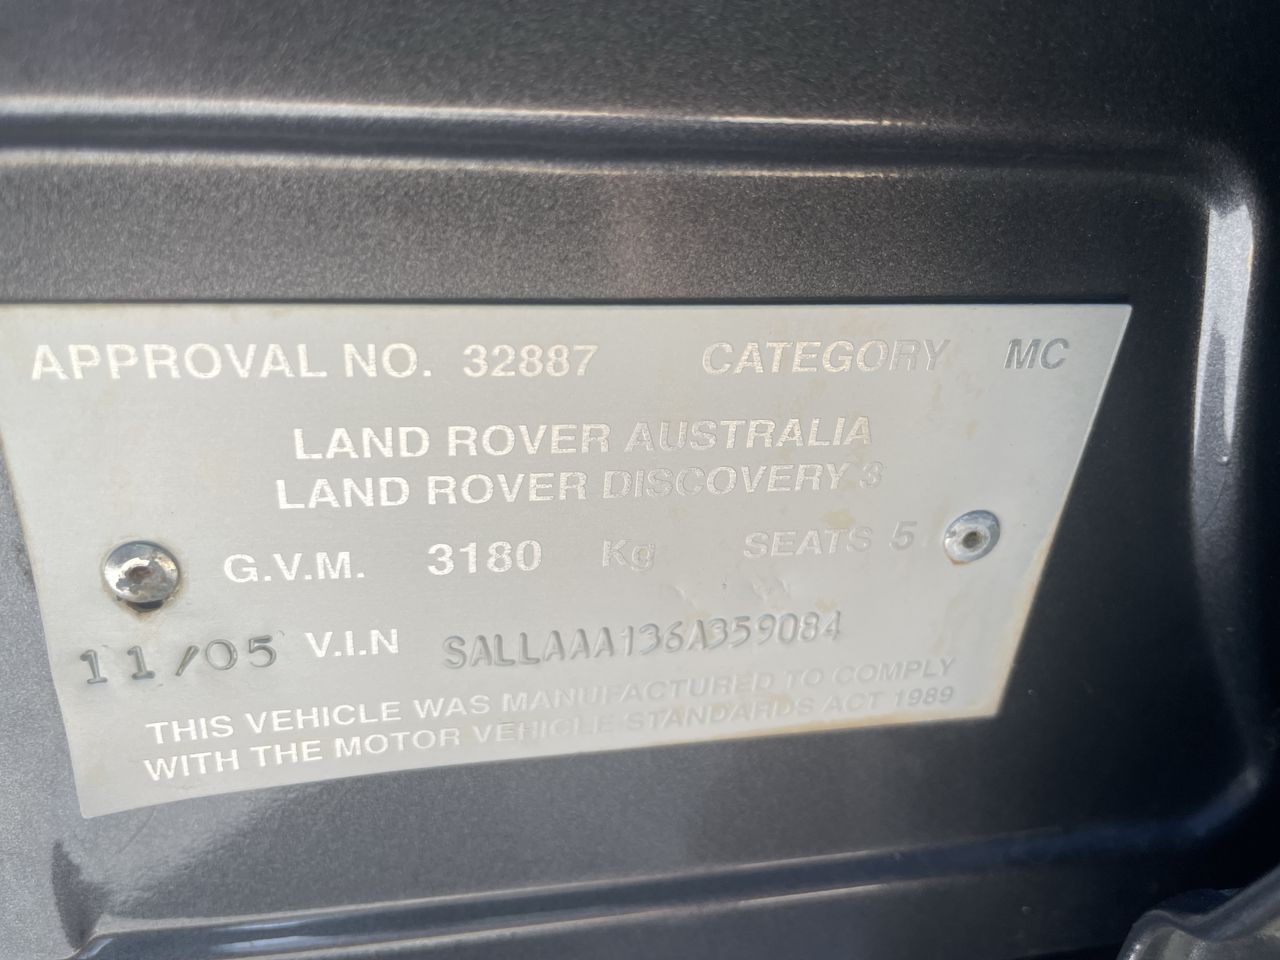 APPROVAL NO. 32887 CATEGORY MC
LAND ROVER AUSTRALIA
LAND ROVER DISCOVERY 3
G.V.M. 3180 Kg SEATS 5
11/05 V.I.N SALLAAA136A359084
THIS VEHICLE WAS MANUFACTURED TO COMPLY
WITH THE MOTOR VEHICLE STANDARDS ACT 1989